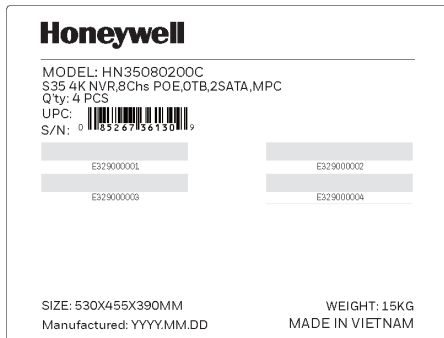 Honeywell
MODEL: HN35080200C
S35 4K NVR,8Chs POE,0TB,2SATA,MPC
Q'ty: 4 PCS
UPC:
S/N:
0 85267 36130 9
E329000001
E329000002
E329000003
E329000004
SIZE: 530X455X390MM
WEIGHT: 15KG
Manufactured: YYYY.MM.DD
MADE IN VIETNAM